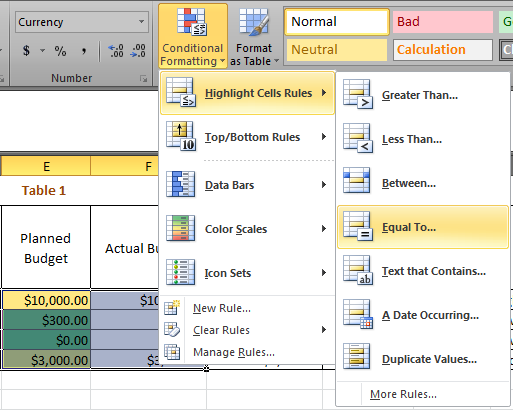 Currency
$ % ,
Number
Conditional
Formatting
Format
as Table
Normal
Bad
Neutral
Calculation
Highlight Cells Rules
Top/Bottom Rules
10
Data Bars
Color Scales
Icon Sets
New Rule...
Clear Rules
Manage Rules...
Greater Than...
Less Than...
Between...
Equal To...
Text that Contains...
ab
A Date Occurring...
Duplicate Values...
More Rules...
E F
Table 1
Planned
Budget
Actual Bu
$10,000.00
$300.00
$0.00
$3,000.00